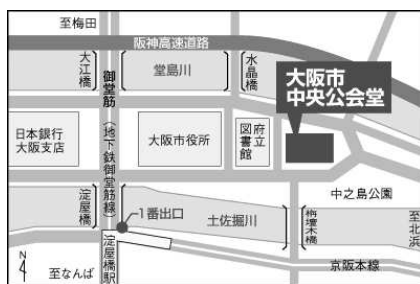 至梅田
阪神高速道路
大江橋
御堂筋（地下鉄御堂筋線）
堂島川
水晶橋
大阪市
中央公会堂
日本銀行
大阪支店
大阪市役所
府立
図書館
中之島公園
淀屋橋
1番出口
土佐掘川
栴檀木橋
至北浜
N
至なんば
淀屋橋駅
京阪本線